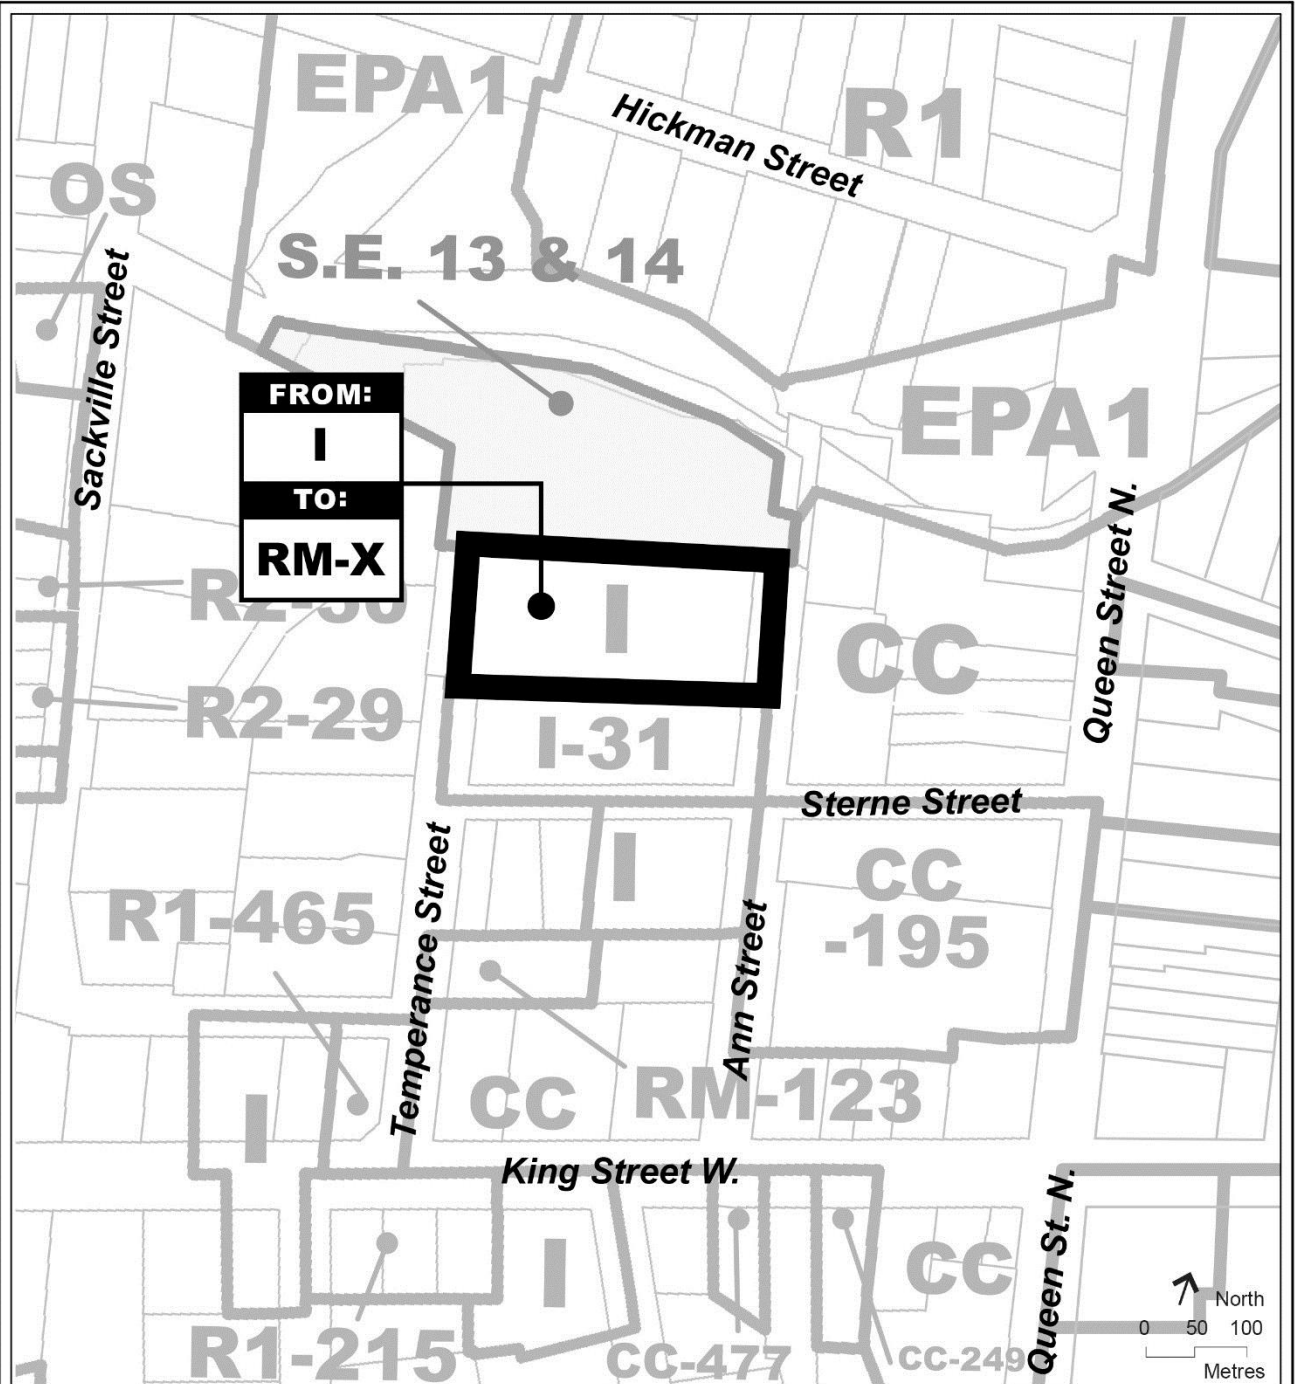 EPA1
R1
Hickman Street
OS
S.E. 13 & 14
Sackville Street
FROM:
I
TO:
RM-X
EPA1
R2-30
I
CC
Queen Street N.
R2-29
I-31
Sterne Street
Temperance Street
I
CC
-195
R1-465
Ann Street
I
CC
RM-123
King Street W.
I
CC
Queen St. N.
R1-215
CC-477
CC-249
North
0 50 100
Metres